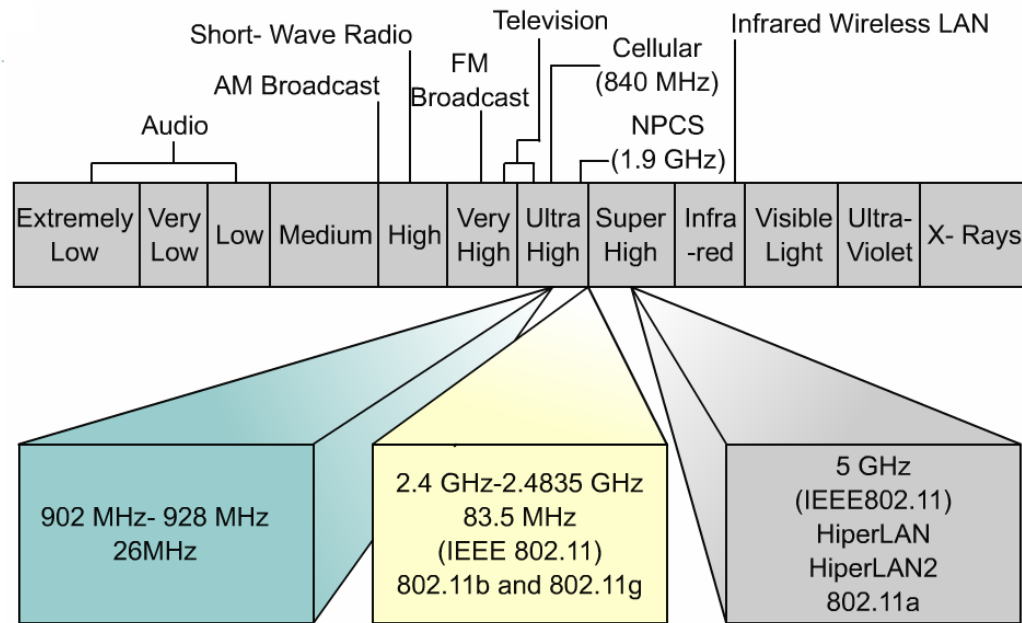 Television
Infrared Wireless LAN
Short- Wave Radio
Cellular
(840 MHz)
FM
Broadcast
AM Broadcast
NPCS
(1.9 GHz)
Audio
Extremely
Low
Very
Low
Low
Medium
High
Very
High
Ultra
High
Super
High
Infra
-red
Visible
Light
Ultra-
Violet
X- Rays
902 MHz- 928 MHz
26MHz
2.4 GHz-2.4835 GHz
83.5 MHz
(IEEE 802.11)
802.11b and 802.11g
5 GHz
(IEEE802.11)
HiperLAN
HiperLAN2
802.11a